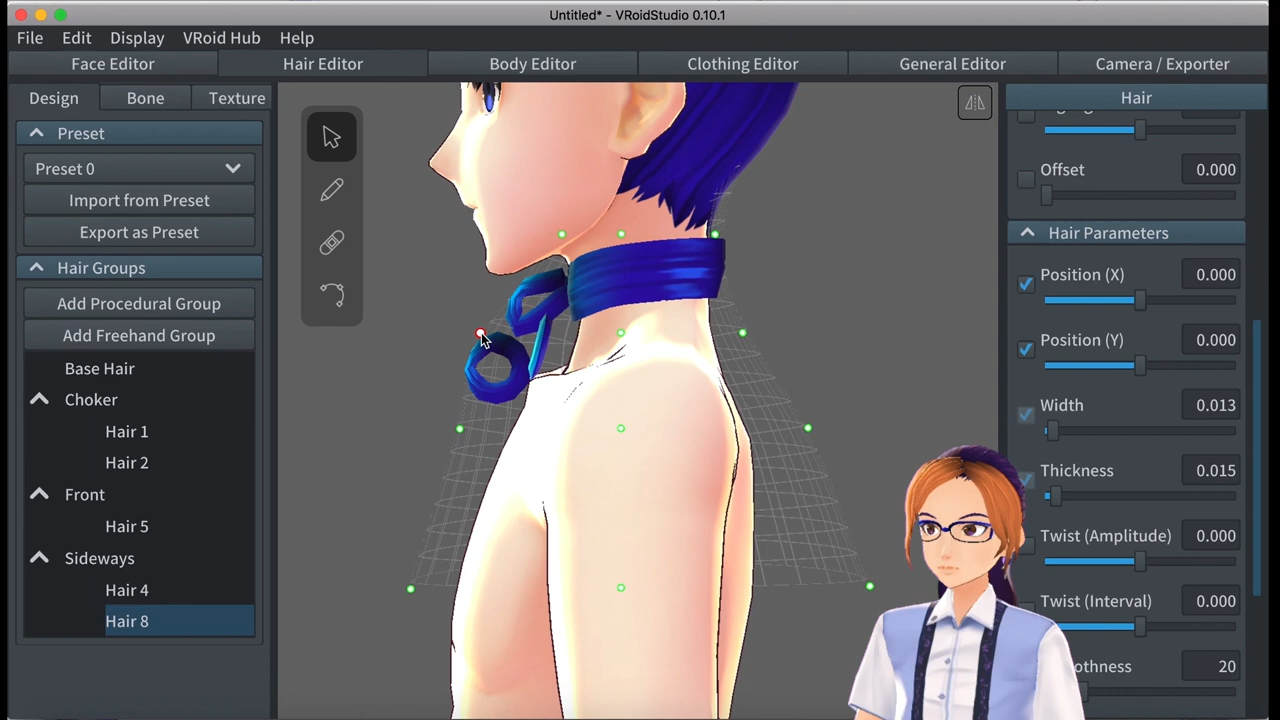 Untitled* - VRoidStudio 0.10.1
File Edit Display VRoid Hub Help
Face Editor Hair Editor Body Editor Clothing Editor General Editor Camera / Exporter
Design Bone Texture
Hair
Preset
Preset 0
Import from Preset
Export as Preset
Hair Groups
Add Procedural Group
Add Freehand Group
Base Hair
Choker
Hair 1
Hair 2
Front
Hair 5
Sideways
Hair 4
Hair 8
Offset 0.000
Hair Parameters
Position (X) 0.000
Position (Y) 0.000
Width 0.013
Thickness 0.015
Twist (Amplitude) 0.000
Twist (Interval) 0.000
othness 20